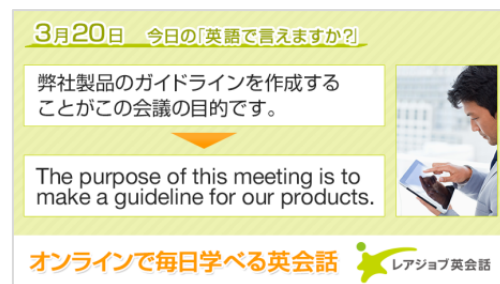 3月20日 今日の「英語で言えますか?」
弊社製品のガイドラインを作成する
ことがこの会議の目的です。
The purpose of this meeting is to
make a guideline for our products.
オンラインで毎日学べる英会話 レアジョブ英会話